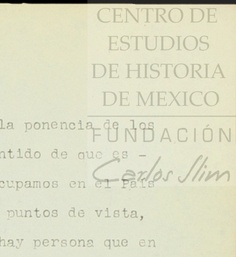 CENTRO DE
ESTUDIOS
DE HISTORIA
DE MEXICO
FUNDACIÓN
Carlos Slim
la ponencia de los
ntido de que es -
cupamos en el País
puntos de vista,
hay persona que en